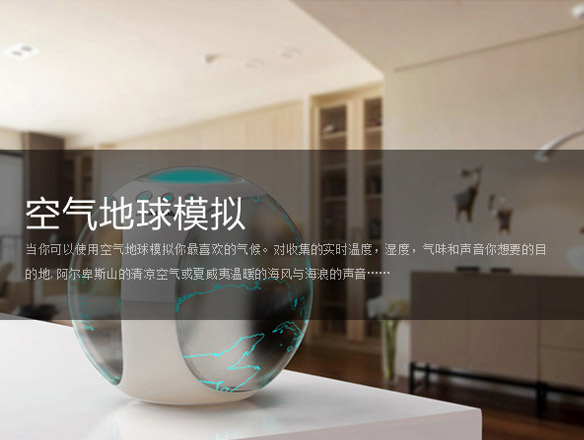 空气地球模拟
当你可以使用空气地球模拟你最喜欢的气候。对收集的实时温度，湿度，气味和声音你想要的目
的地,阿尔卑斯山的清凉空气或夏威夷温暖的海风与海浪的声音……